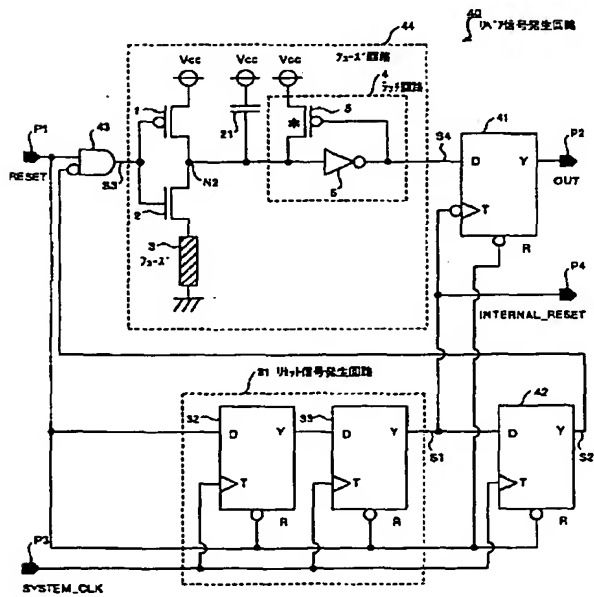 40
リペア信号発生回路
44
フューズ回路
Vcc
Vcc
Vcc
4
ラッチ回路
1
21
5
*
P1
43
RESET
S3
N2
6
S4
41
D
Y
P2
OUT
T
R
2
3
フューズ
P4
INTERNAL_RESET
31 リセット信号発生回路
32
D
Y
T
R
33
D
Y
T
R
S1
42
D
Y
S2
T
R
P3
SYSTEM_CLK